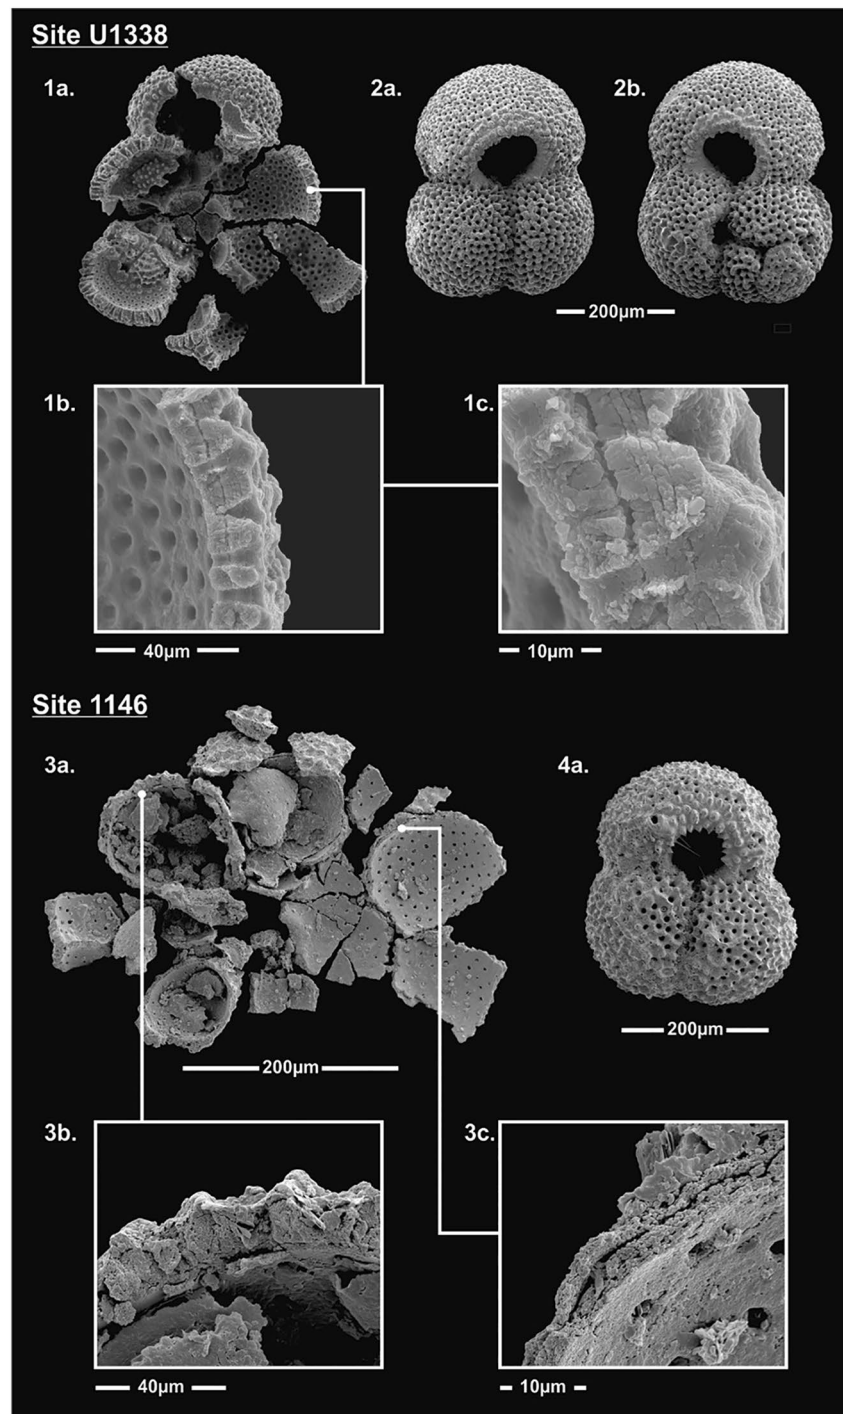 Site U1338
1a.
2a.
2b.
200µm
1b.
1c.
40µm
10µm
Site 1146
3a.
4a.
200µm
200µm
3b.
3c.
40µm
10µm